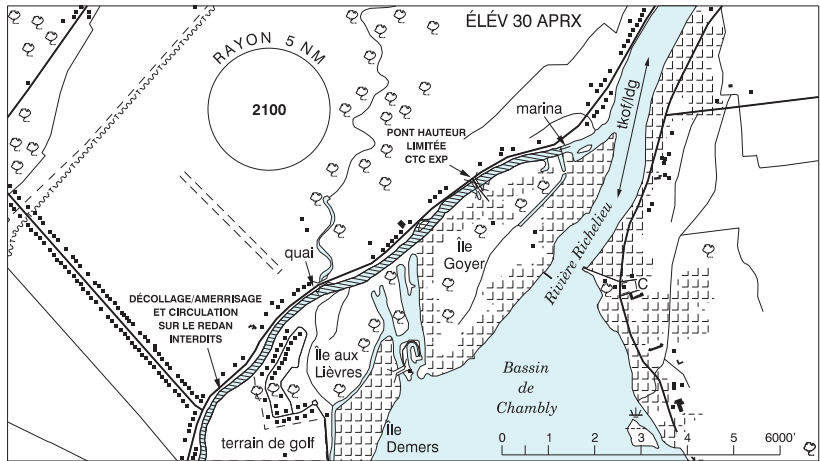 ÉLÉV 30 APRX
RAYON 5 NM
2100
marina
tkof/ldg
PONT HAUTEUR
LIMITÉE
CTC EXP
Île
Goyer
Rivière Richelieu
quai
C
DÉCOLLAGE/AMERRISAGE
ET CIRCULATION
SUR LE REDAN
INTERDITS
Île aux
Lièvres
Bassin
de
Chambly
terrain de golf
Île
Demers
0 1 2 3 4 5 6000'